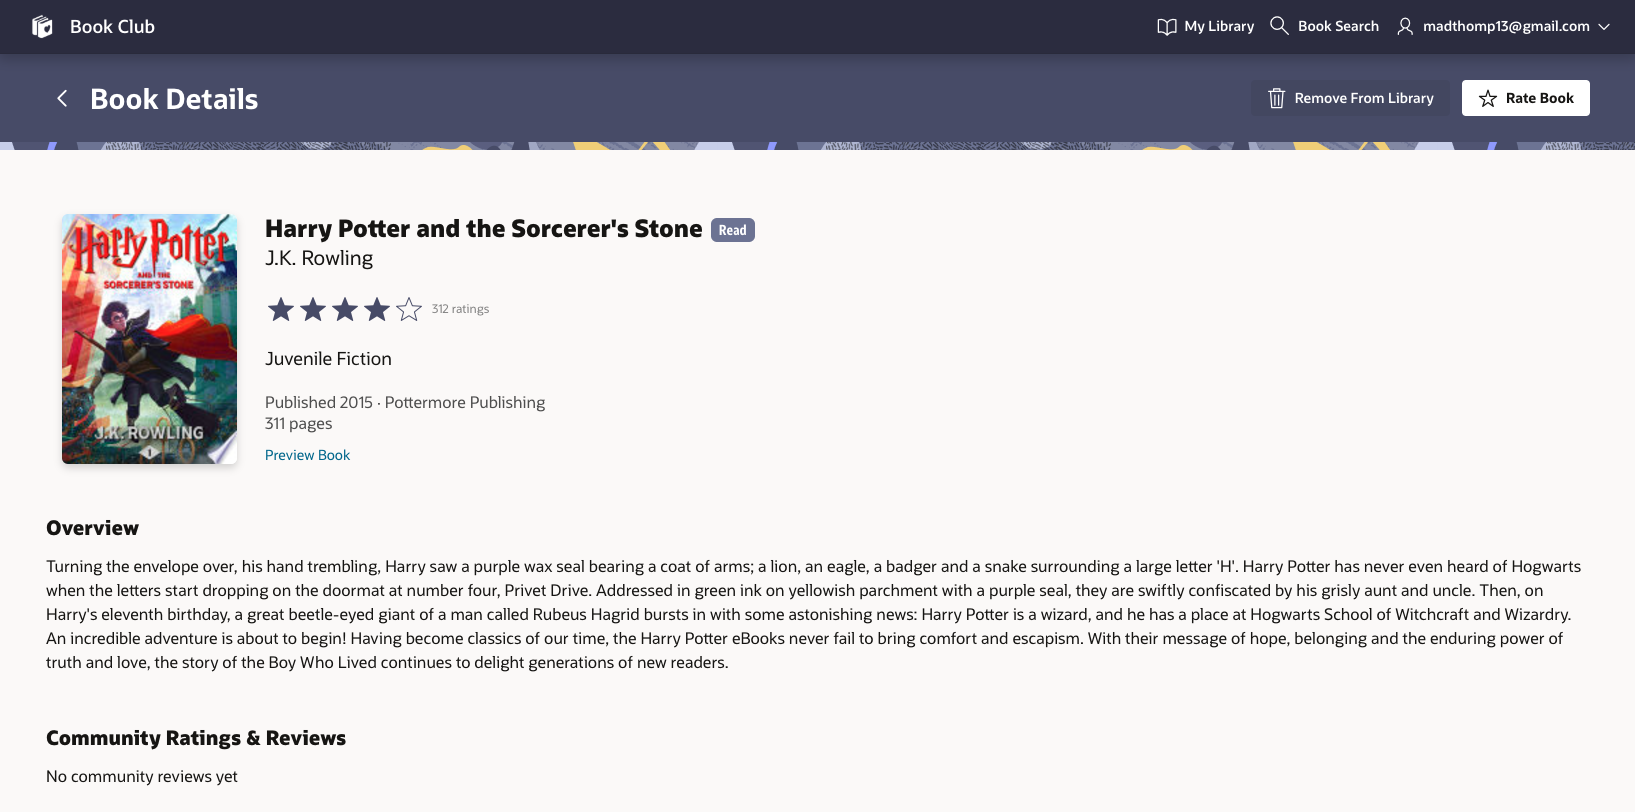 Book Club
My Library
Book Search
madthomp13@gmail.com
Book Details
Remove From Library
Rate Book
Harry Potter
AND THE
SORCERER'S STONE
J.K. ROWLING
1
Harry Potter and the Sorcerer's Stone Read
J.K. Rowling
312 ratings
Juvenile Fiction
Published 2015 · Pottermore Publishing
311 pages
Preview Book
Overview
Turning the envelope over, his hand trembling, Harry saw a purple wax seal bearing a coat of arms; a lion, an eagle, a badger and a snake surrounding a large letter 'H'. Harry Potter has never even heard of Hogwarts
when the letters start dropping on the doormat at number four, Privet Drive. Addressed in green ink on yellowish parchment with a purple seal, they are swiftly confiscated by his grisly aunt and uncle. Then, on
Harry's eleventh birthday, a great beetle-eyed giant of a man called Rubeus Hagrid bursts in with some astonishing news: Harry Potter is a wizard, and he has a place at Hogwarts School of Witchcraft and Wizardry.
An incredible adventure is about to begin! Having become classics of our time, the Harry Potter eBooks never fail to bring comfort and escapism. With their message of hope, belonging and the enduring power of
truth and love, the story of the Boy Who Lived continues to delight generations of new readers.
Community Ratings & Reviews
No community reviews yet